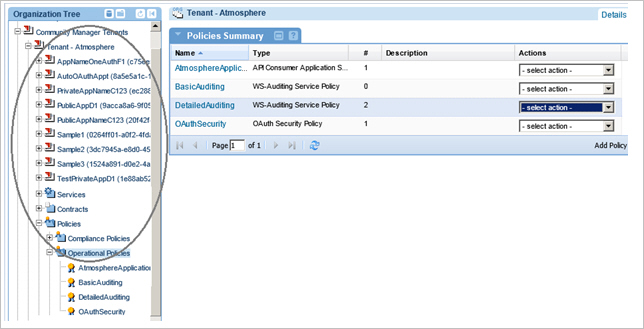 Organization Tree
Community Manager Tenants
Tenant - Atmosphere
AppNameOneAuthF1 (c75e
AutoOAuthAppt (8a5e5a1c-1
PrivateAppNameC123 (ec288
PublicAppD1 (9acca8a6-9f05
PublicAppNameC123 (20f42-f
Sample1 (0264ff01-a0f2-4fd
Sample2 (3dc7945a-e8d0-45
Sample3 (1524a891-d0e2-4a
TestPrivateAppD1 (1e88ab52
Services
Contracts
Policies
Compliance Policies
Operational Policies
AtmosphereApplication
BasicAuditing
DetailedAuditing
OAuthSecurity
Tenant - Atmosphere
Details
Policies Summary
Name Type # Description Actions
AtmosphereApplic... API Consumer Application S... 1 - select action -
BasicAuditing WS-Auditing Service Policy 0 - select action -
DetailedAuditing WS-Auditing Service Policy 2 - select action -
OAuthSecurity OAuth Security Policy 1 - select action -
Page 1 of 1 Add Policy